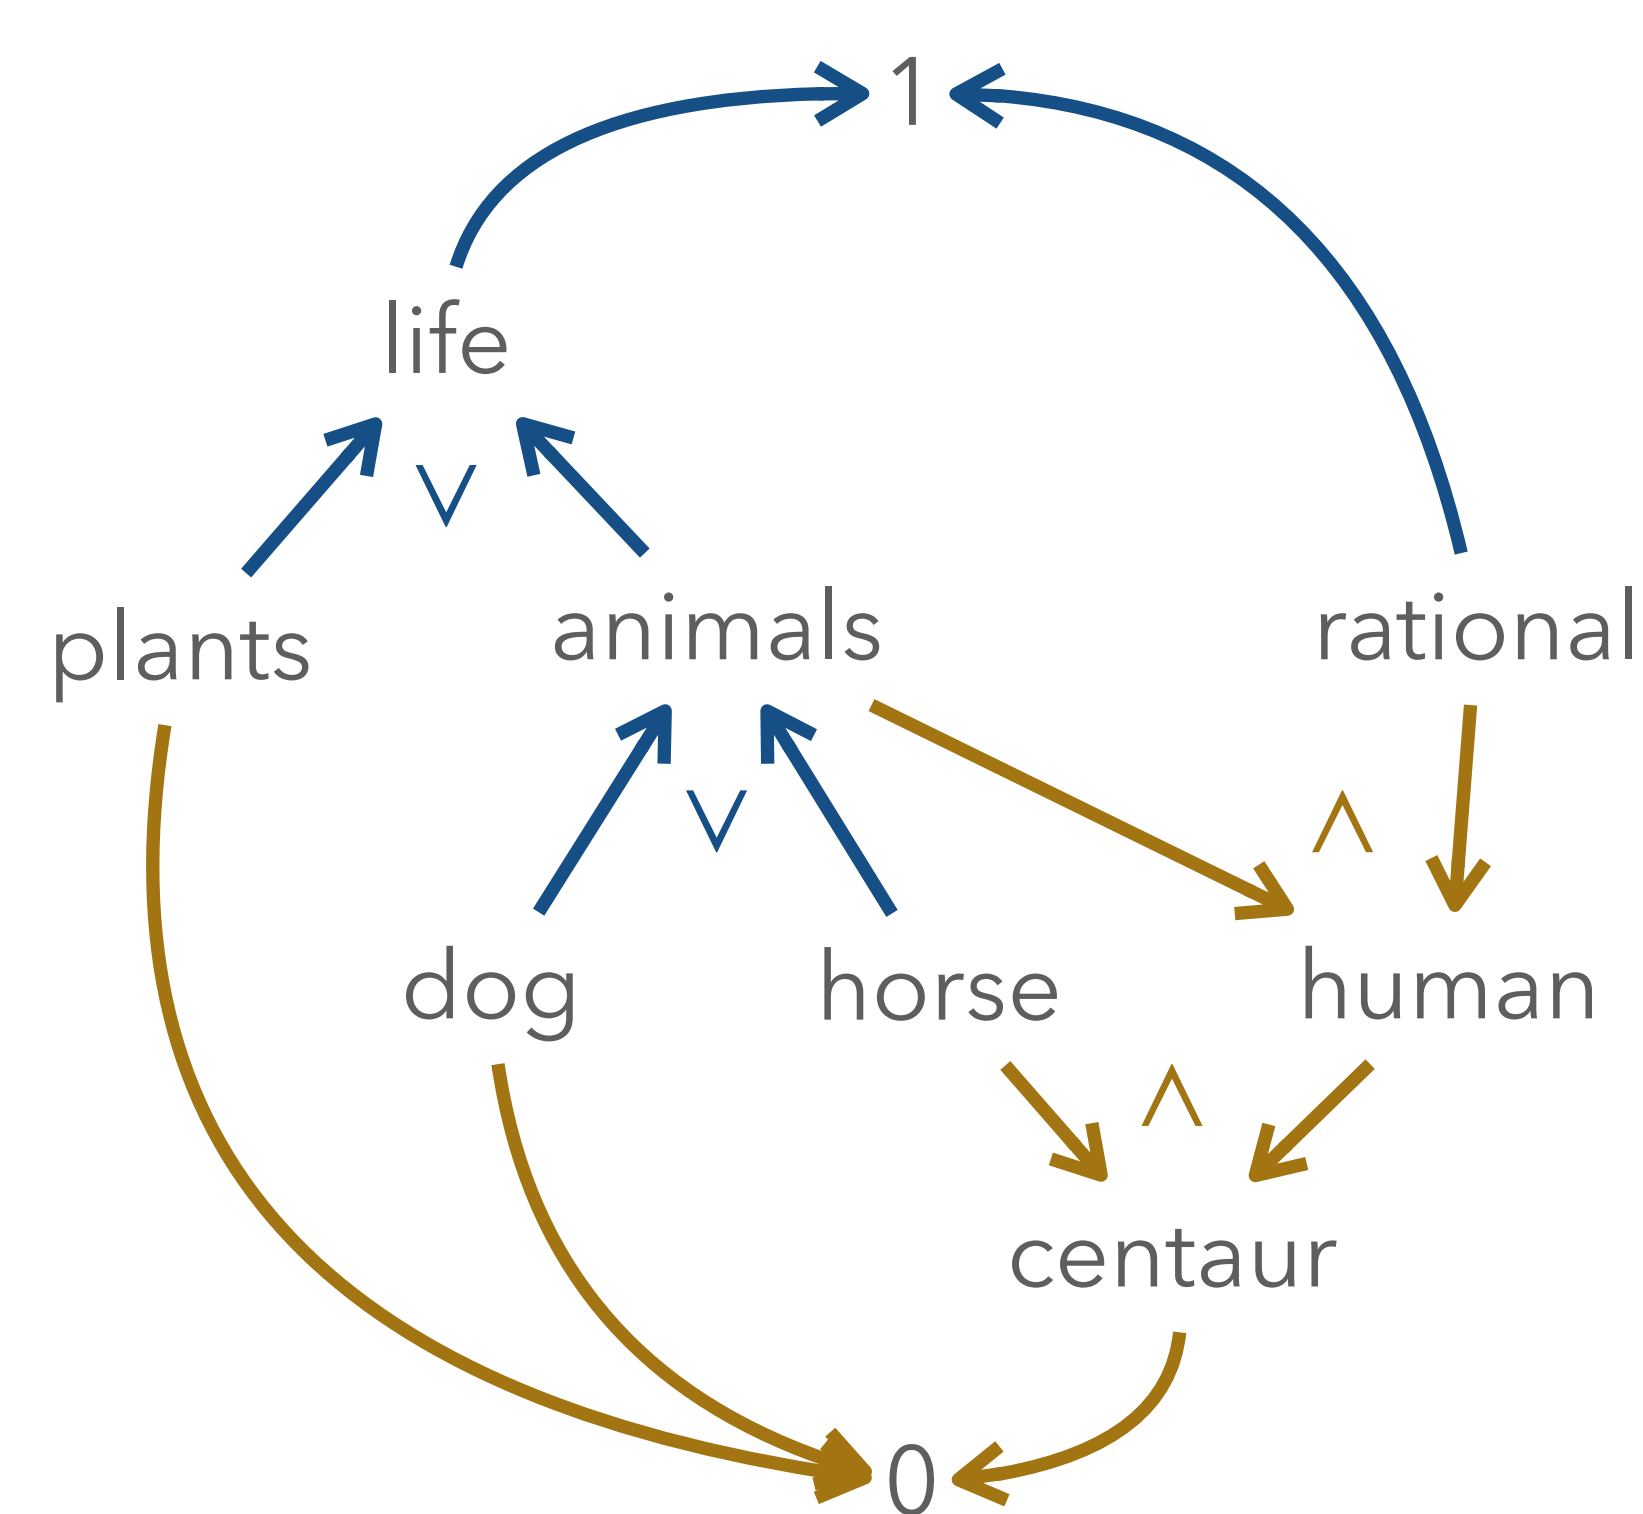 1
life
∨
plants
animals
rational
∨
∧
dog
horse
human
∧
centaur
0